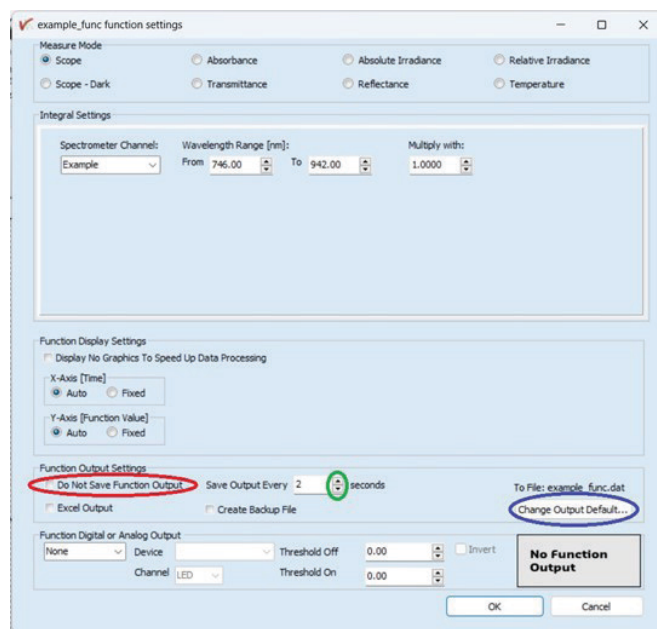 example_func function settings
Measure Mode
Scope Absorbance Absolute Irradiance Relative Irradiance
Scope - Dark Transmittance Reflectance Temperature
Integral Settings
Spectrometer Channel: Wavelength Range [nm]: Multiply with:
Example From 746.00 To 942.00 1.0000
Function Display Settings
Display No Graphics To Speed Up Data Processing
X-Axis [Time]
Auto Fixed
Y-Axis [Function Value]
Auto Fixed
Function Output Settings
Do Not Save Function Output Save Output Every 2 seconds To File: example_func.dat
Excel Output Create Backup File Change Output Default...
Function Digital or Analog Output
None Device Threshold Off 0.00 Invert No Function
Output
Channel LED Threshold On 0.00
OK Cancel